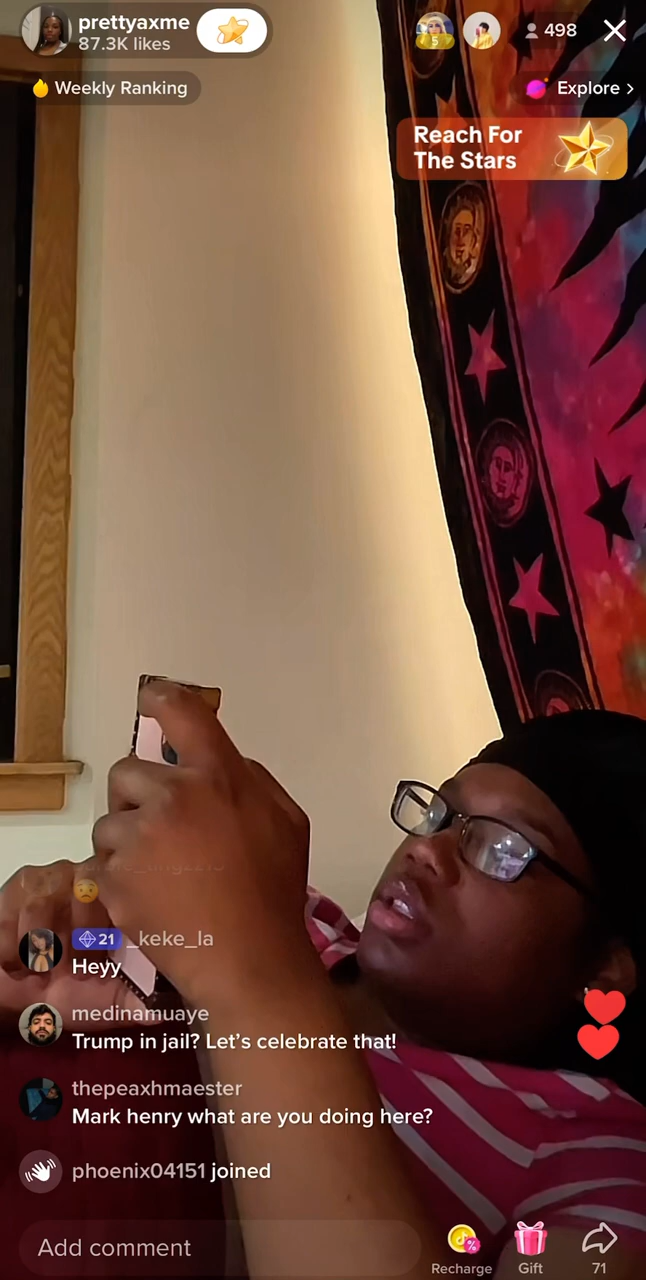 prettyaxme
87.3K likes
5
498
Weekly Ranking
Explore >
Reach For
The Stars
21 _keke_la
Heyy
medinamuaye
Trump in jail? Let's celebrate that!
thepeaxhmaester
Mark henry what are you doing here?
phoenix04151 joined
Add comment
Recharge
Gift
71